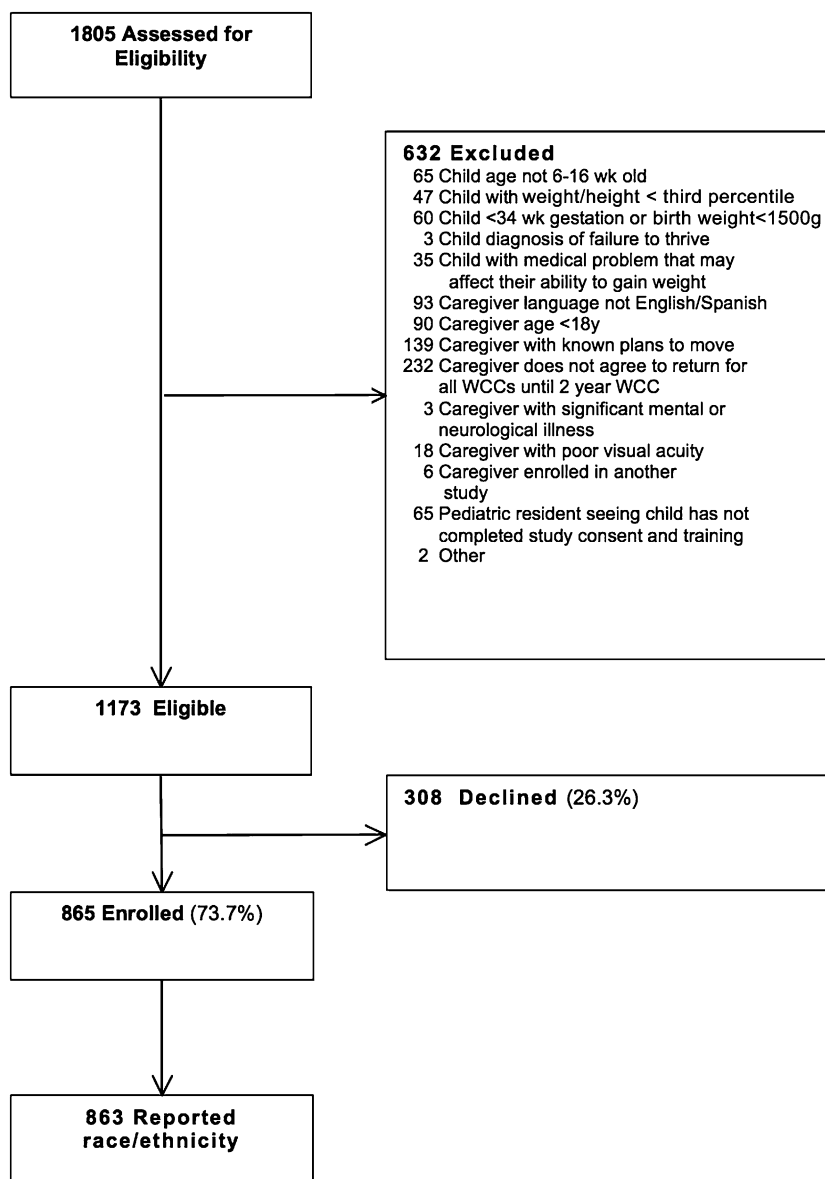 1805 Assessed for
Eligibility
632 Excluded
65 Child age not 6-16 wk old
47 Child with weight/height < third percentile
60 Child <34 wk gestation or birth weight<1500g
3 Child diagnosis of failure to thrive
35 Child with medical problem that may
affect their ability to gain weight
93 Caregiver language not English/Spanish
90 Caregiver age <18y
139 Caregiver with known plans to move
232 Caregiver does not agree to return for
all WCCs until 2 year WCC
3 Caregiver with significant mental or
neurological illness
18 Caregiver with poor visual acuity
6 Caregiver enrolled in another
study
65 Pediatric resident seeing child has not
completed study consent and training
2 Other
1173 Eligible
308 Declined (26.3%)
865 Enrolled (73.7%)
863 Reported
race/ethnicity